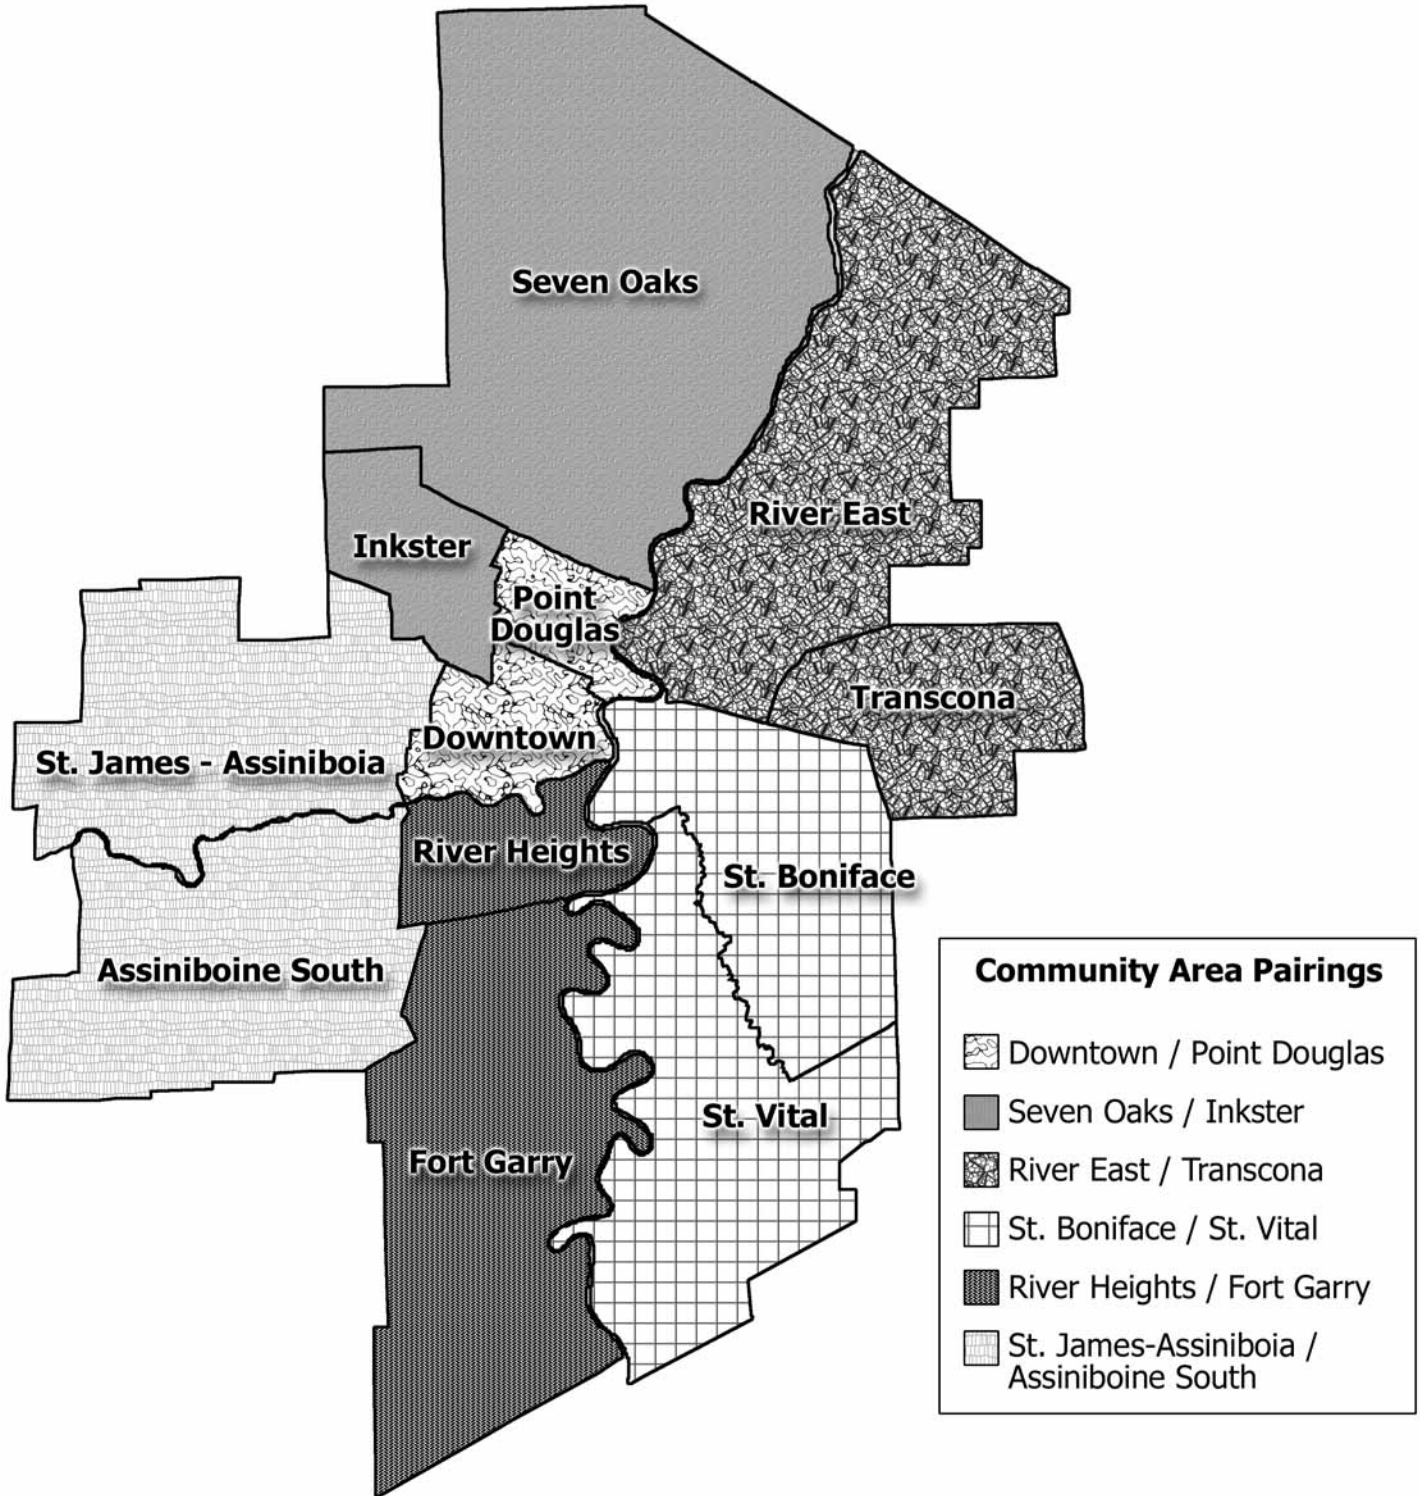 Seven Oaks
River East
Inkster
Point
Douglas
Transcona
Downtown
St. James - Assiniboia
River Heights
St. Boniface
Assiniboine South
St. Vital
Fort Garry
Community Area Pairings
Downtown / Point Douglas
Seven Oaks / Inkster
River East / Transcona
St. Boniface / St. Vital
River Heights / Fort Garry
St. James-Assiniboia /
Assiniboine South